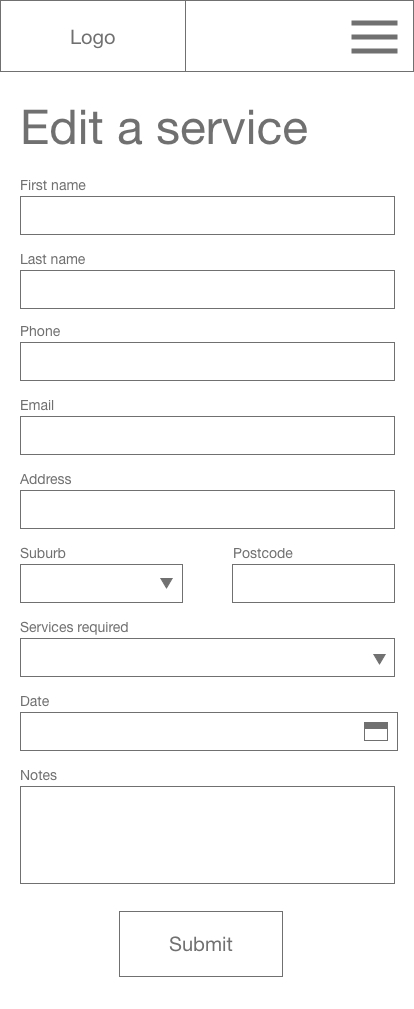 Logo
Edit a service
First name
Last name
Phone
Email
Address
Suburb
Postcode
Services required
Date
Notes
Submit